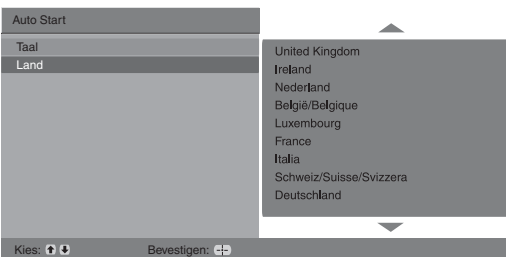 Auto Start
Taal
Land
United Kingdom
Ireland
Nederland
België/Belgique
Luxembourg
France
Italia
Schweiz/Suisse/Svizzera
Deutschland
Kies:
Bevestigen: